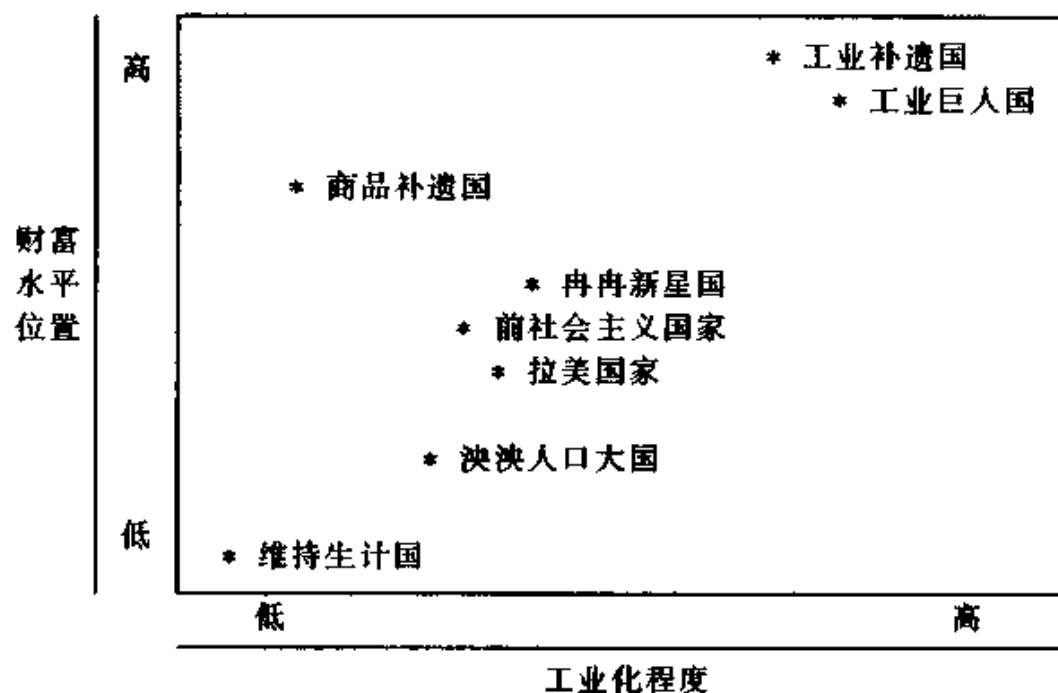 高
* 工业补遗国
* 工业巨人国
* 商品补遗国
财富
水平
位置
* 冉冉新星国
* 前社会主义国家
* 拉美国家
* 泱泱人口大国
低
* 维持生计国
低 高
工业化程度